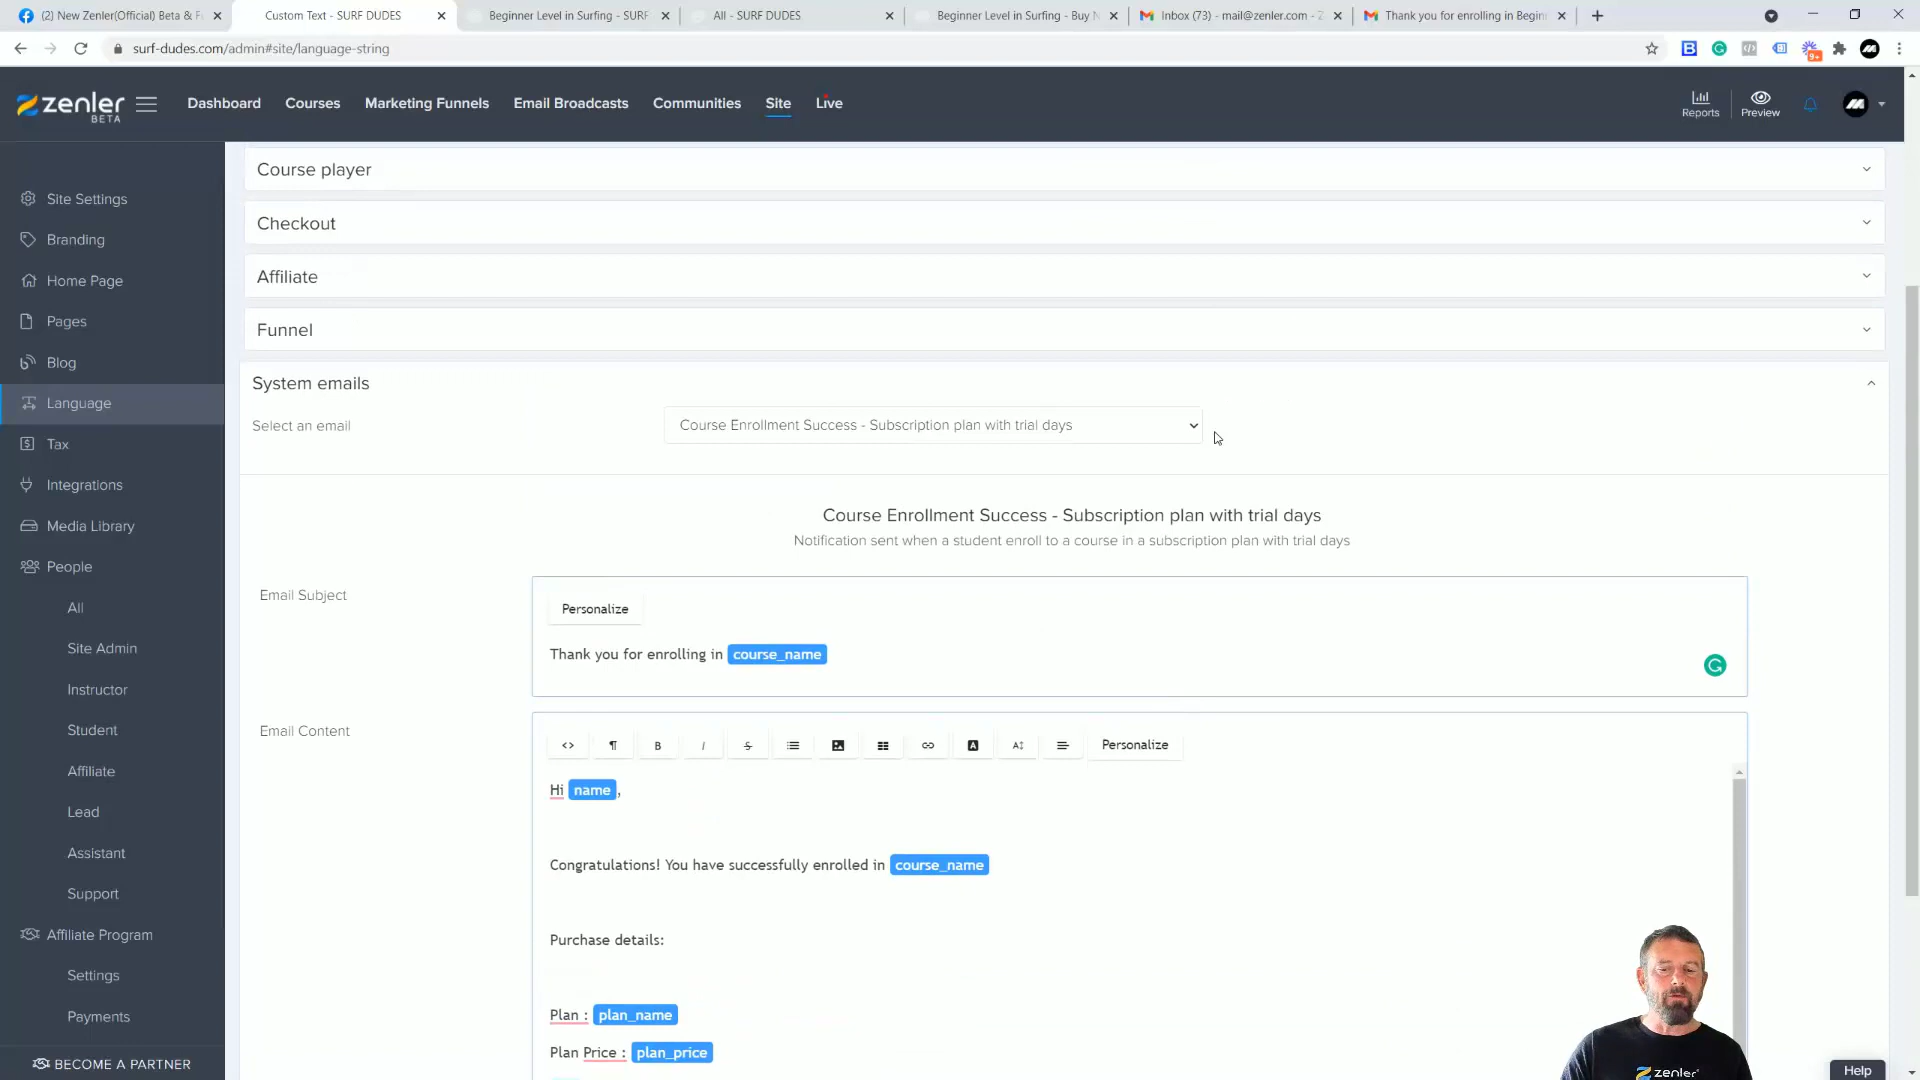 (2) New Zenler(Official) Beta & F
Custom Text - SURF DUDES
Beginner Level in Surfing - SURF
All - SURF DUDES
Beginner Level in Surfing - Buy N
Inbox (73) - mail@zenler.com - Z
Thank you for enrolling in Begin
surf-dudes.com/admin#site/language-string
9+
zenler
BETA
Dashboard
Courses
Marketing Funnels
Email Broadcasts
Communities
Site
Live
Reports
Preview
Site Settings
Branding
Home Page
Pages
Blog
Language
Tax
Integrations
Media Library
People
All
Site Admin
Instructor
Student
Affiliate
Lead
Assistant
Support
Affiliate Program
Settings
Payments
BECOME A PARTNER
Course player
Checkout
Affiliate
Funnel
System emails
Select an email
Course Enrollment Success - Subscription plan with trial days
Course Enrollment Success - Subscription plan with trial days
Notification sent when a student enroll to a course in a subscription plan with trial days
Email Subject
Personalize
Thank you for enrolling in course_name
Email Content
Personalize
Hi name ,
Congratulations! You have successfully enrolled in course_name
Purchase details:
Plan : plan_name
Plan Price : plan_price
zenler
Help